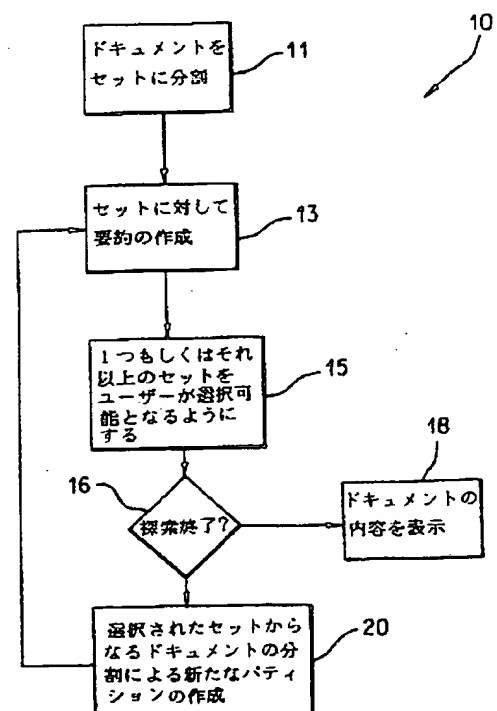 10
ドキュメントを
セットに分割
11
セットに対して
要約の作成
13
1つもしくはそれ
以上のセットを
ユーザーが選択可
能となるように
する
15
16
探索終了?
18
ドキュメントの
内容を表示
選択されたセットから
なるドキュメントの分
割による新たなパティ
ションの作成
20